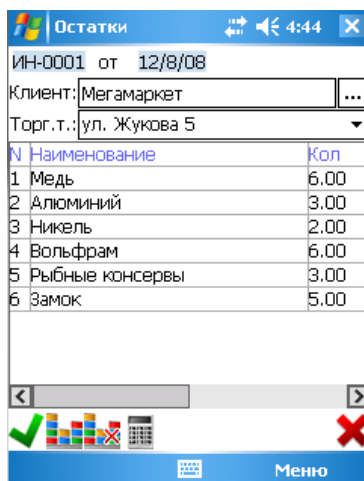 Остатки 4:44
ИН-0001 от 12/8/08
Клиент: Мегамаркет ...
Торг.т.: ул. Жукова 5
N Наименование Кол
1 Медь 6.00
2 Алюминий 3.00
3 Никель 2.00
4 Вольфрам 6.00
5 Рыбные консервы 3.00
6 Замок 5.00
Меню